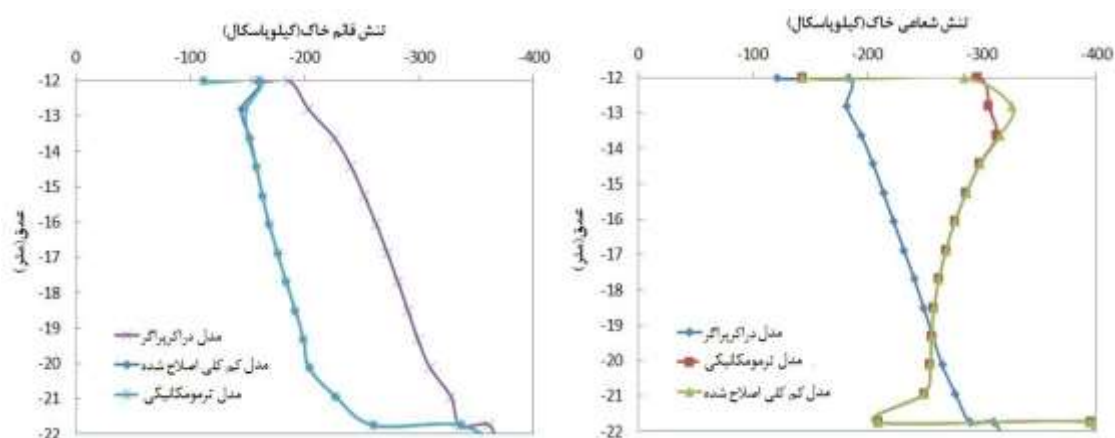 تنش قائم خاک(کیلوپاسکال)
0 -100 -200 -300 -400
-12
-13
-14
-15
-16
-17
-18
-19
-20
-21
-22
عمق(متر)
مدل دراکرپراگر
مدل کم کلی اصلاح شده
مدل ترمومکانیکی
تنش شعاعی خاک(کیلوپاسکال)
0 -100 -200 -300 -400
-12
-13
-14
-15
-16
-17
-18
-19
-20
-21
-22
عمق(متر)
مدل دراکرپراگر
مدل ترمومکانیکی
مدل کم کلی اصلاح شده